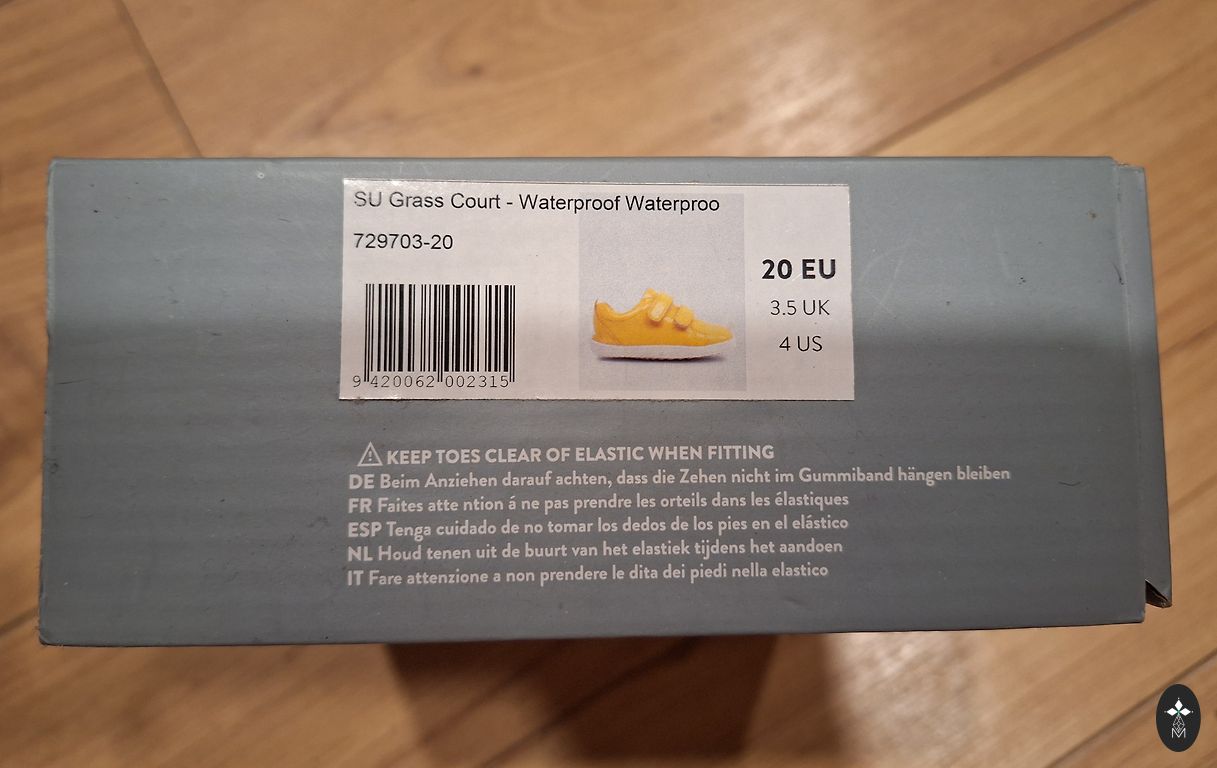 SU Grass Court - Waterproof Waterproo
729703-20
9 420062 002315
20 EU
3.5 UK
4 US
KEEP TOES CLEAR OF ELASTIC WHEN FITTING
DE Beim Anziehen darauf achten, dass die Zehen nicht im Gummiband hängen bleiben
FR Faites atte ntion á ne pas prendre les orteils dans les élastiques
ESP Tenga cuidado de no tomar los dedos de los pies en el elástico
NL Houd tenen uit de buurt van het elastiek tijdens het aandoen
IT Fare attenzione a non prendere le dita dei piedi nella elastico